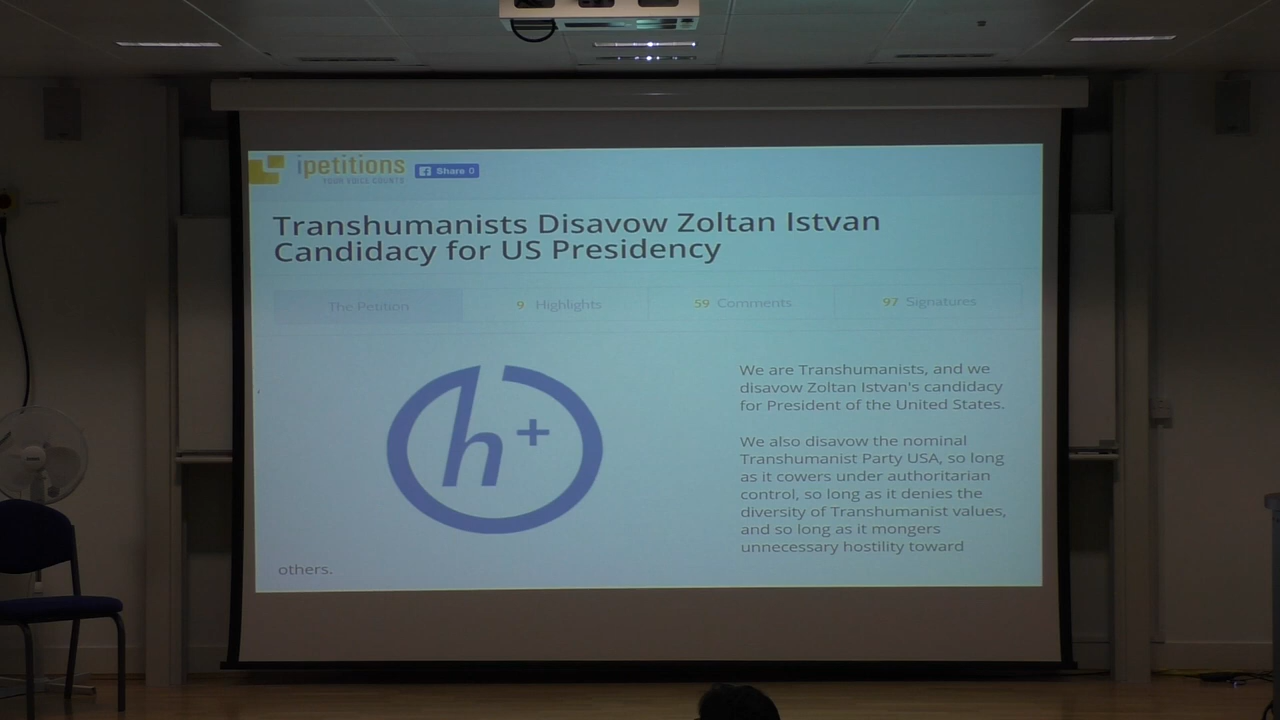 ipetitions
YOUR VOICE COUNTS
Share 0
Transhumanists Disavow Zoltan Istvan
Candidacy for US Presidency
The Petition
9 Highlights
59 Comments
97 Signatures
h+
We are Transhumanists, and we
disavow Zoltan Istvan's candidacy
for President of the United States.
We also disavow the nominal
Transhumanist Party USA, so long
as it cowers under authoritarian
control, so long as it denies the
diversity of Transhumanist values,
and so long as it mongers
unnecessary hostility toward
others.